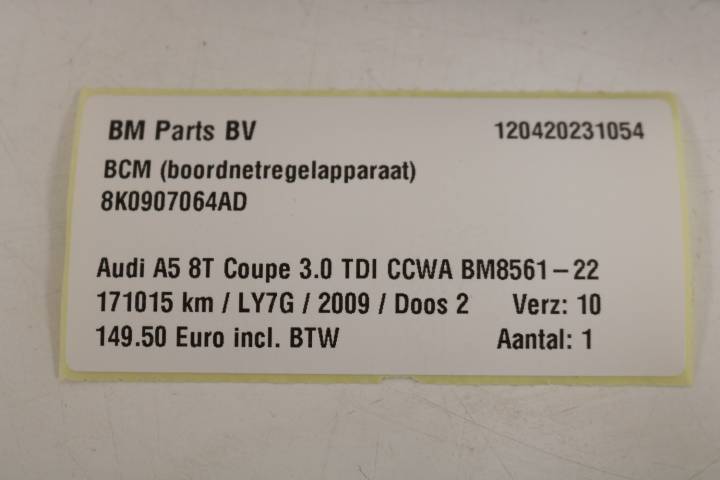 BM Parts BV 120420231054
BCM (boordnetregelapparaat)
8K0907064AD
Audi A5 8T Coupe 3.0 TDI CCWA BM8561-22
171015 km / LY7G / 2009 / Doos 2 Verz: 10
149.50 Euro incl. BTW Aantal: 1